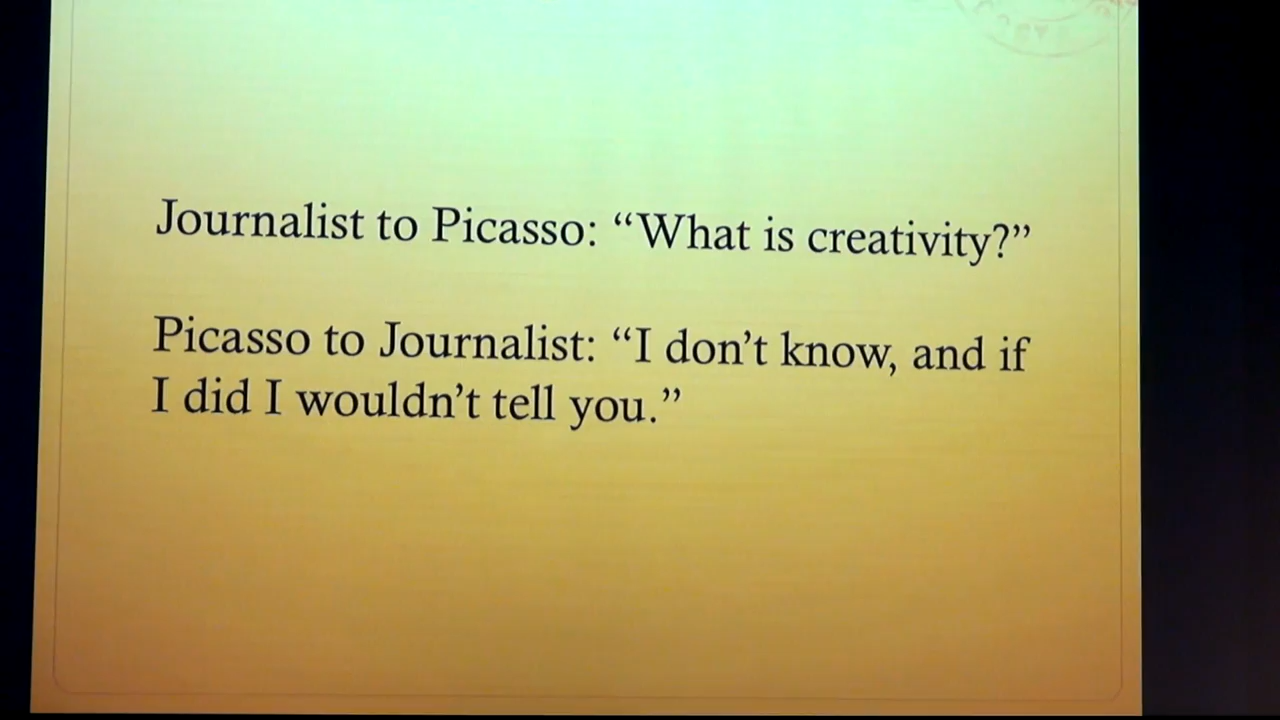 Journalist to Picasso: “What is creativity?”
Picasso to Journalist: “I don’t know, and if
I did I wouldn’t tell you.”